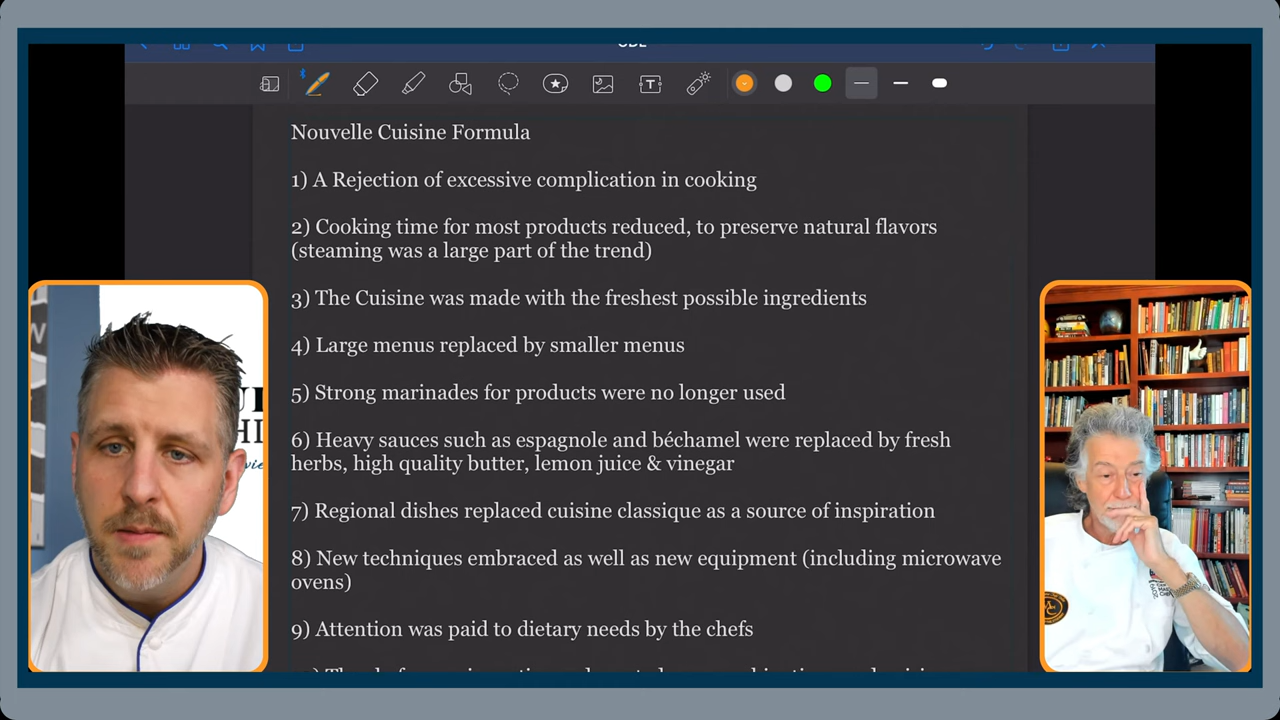 Nouvelle Cuisine Formula
1) A Rejection of excessive complication in cooking
2) Cooking time for most products reduced, to preserve natural flavors
(steaming was a large part of the trend)
3) The Cuisine was made with the freshest possible ingredients
4) Large menus replaced by smaller menus
5) Strong marinades for products were no longer used
6) Heavy sauces such as espagnole and béchamel were replaced by fresh
herbs, high quality butter, lemon juice & vinegar
7) Regional dishes replaced cuisine classique as a source of inspiration
8) New techniques embraced as well as new equipment (including microwave
ovens)
9) Attention was paid to dietary needs by the chefs